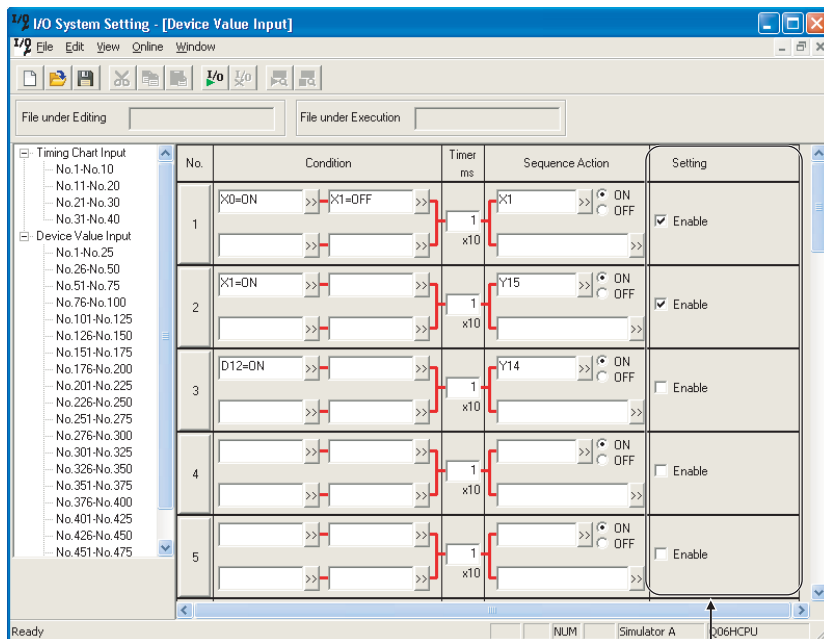 I/O I/O System Setting - [Device Value Input]
I/O File Edit View Online Window
I/O I/O
File under Editing File under Execution
Timing Chart Input
No.1-No.10
No.11-No.20
No.21-No.30
No.31-No.40
Device Value Input
No.1-No.25
No.26-No.50
No.51-No.75
No.76-No.100
No.101-No.125
No.126-No.150
No.151-No.175
No.176-No.200
No.201-No.225
No.226-No.250
No.251-No.275
No.276-No.300
No.301-No.325
No.326-No.350
No.351-No.375
No.376-No.400
No.401-No.425
No.426-No.450
No.451-No.475
No. Condition Timer ms Sequence Action Setting
1 X0=ON >> X1=OFF >> 1 x10 X1 >> ON OFF Enable
>> >> >>
2 X1=ON >> >> 1 x10 Y15 >> ON OFF Enable
>> >> >>
3 D12=ON >> >> 1 x10 Y14 >> ON OFF Enable
>> >> >>
4 >> >> 1 x10 >> ON OFF Enable
>> >> >>
5 >> >> 1 x10 >> ON OFF Enable
>> >> >>
Ready NUM Simulator A Q06HCPU